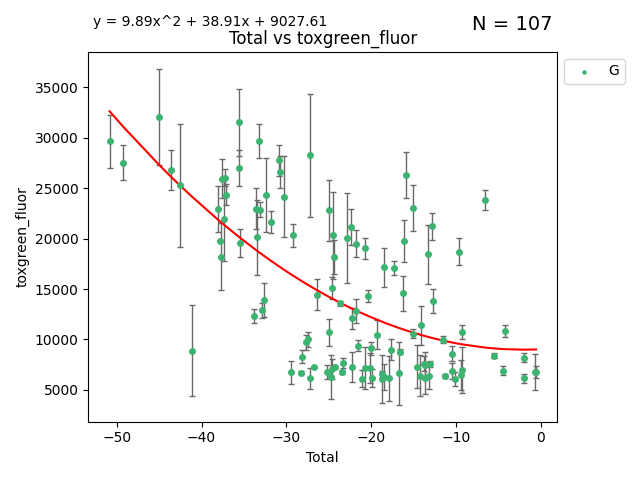 y = 9.89x^2 + 38.91x + 9027.61
N = 107
Total vs toxgreen_fluor
G
toxgreen_fluor
35000
30000
25000
20000
15000
10000
5000
−50 −40 −30 −20 −10 0
Total